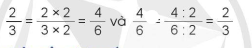 2/3 = 2 × 2/3 × 2 = 4/6 và 4/6 = 4 : 2/6 : 2 = 2/3